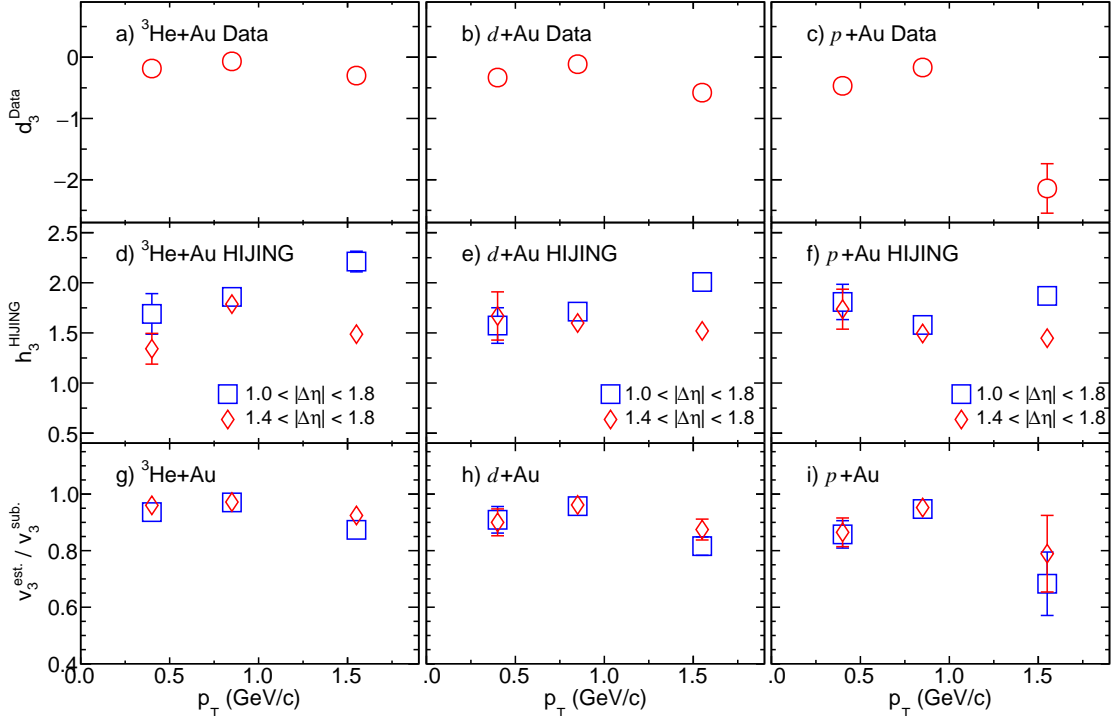 a) ³He+Au Data
b) d+Au Data
c) p+Au Data
d₃^Data
0
−1
−2
d) ³He+Au HIJING
e) d+Au HIJING
f) p+Au HIJING
h₃^HIJING
2.5
2.0
1.5
1.0
0.5
1.0 < |Δη| < 1.8
1.4 < |Δη| < 1.8
1.0 < |Δη| < 1.8
1.4 < |Δη| < 1.8
1.0 < |Δη| < 1.8
1.4 < |Δη| < 1.8
g) ³He+Au
h) d+Au
i) p+Au
v₃^est. / v₃^sub.
1.0
0.8
0.6
0.4
.0 0.5 1.0 1.5
.0 0.5 1.0 1.5
.0 0.5 1.0 1.5
p_T (GeV/c)
p_T (GeV/c)
p_T (GeV/c)